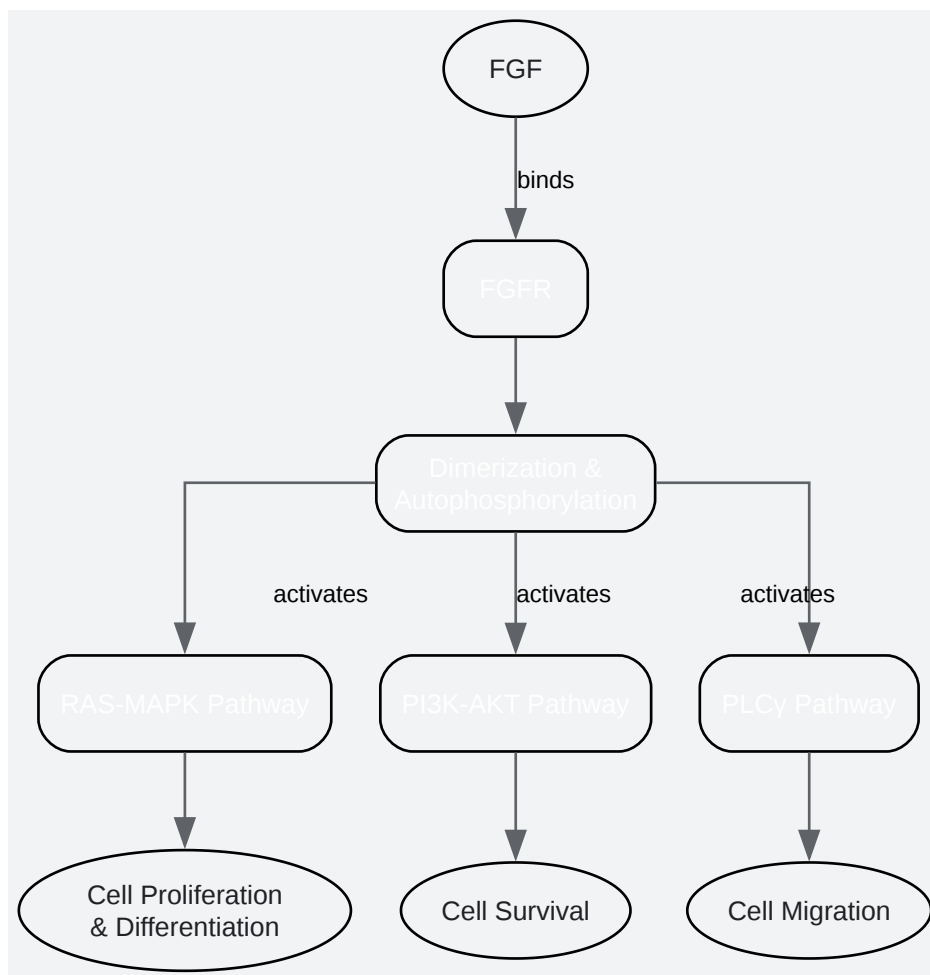 FGF
binds
FGFR
Dimerization &
Autophosphorylation
activates
activates
activates
RAS-MAPK Pathway
PI3K-AKT Pathway
PLCγ Pathway
Cell Proliferation
& Differentiation
Cell Survival
Cell Migration